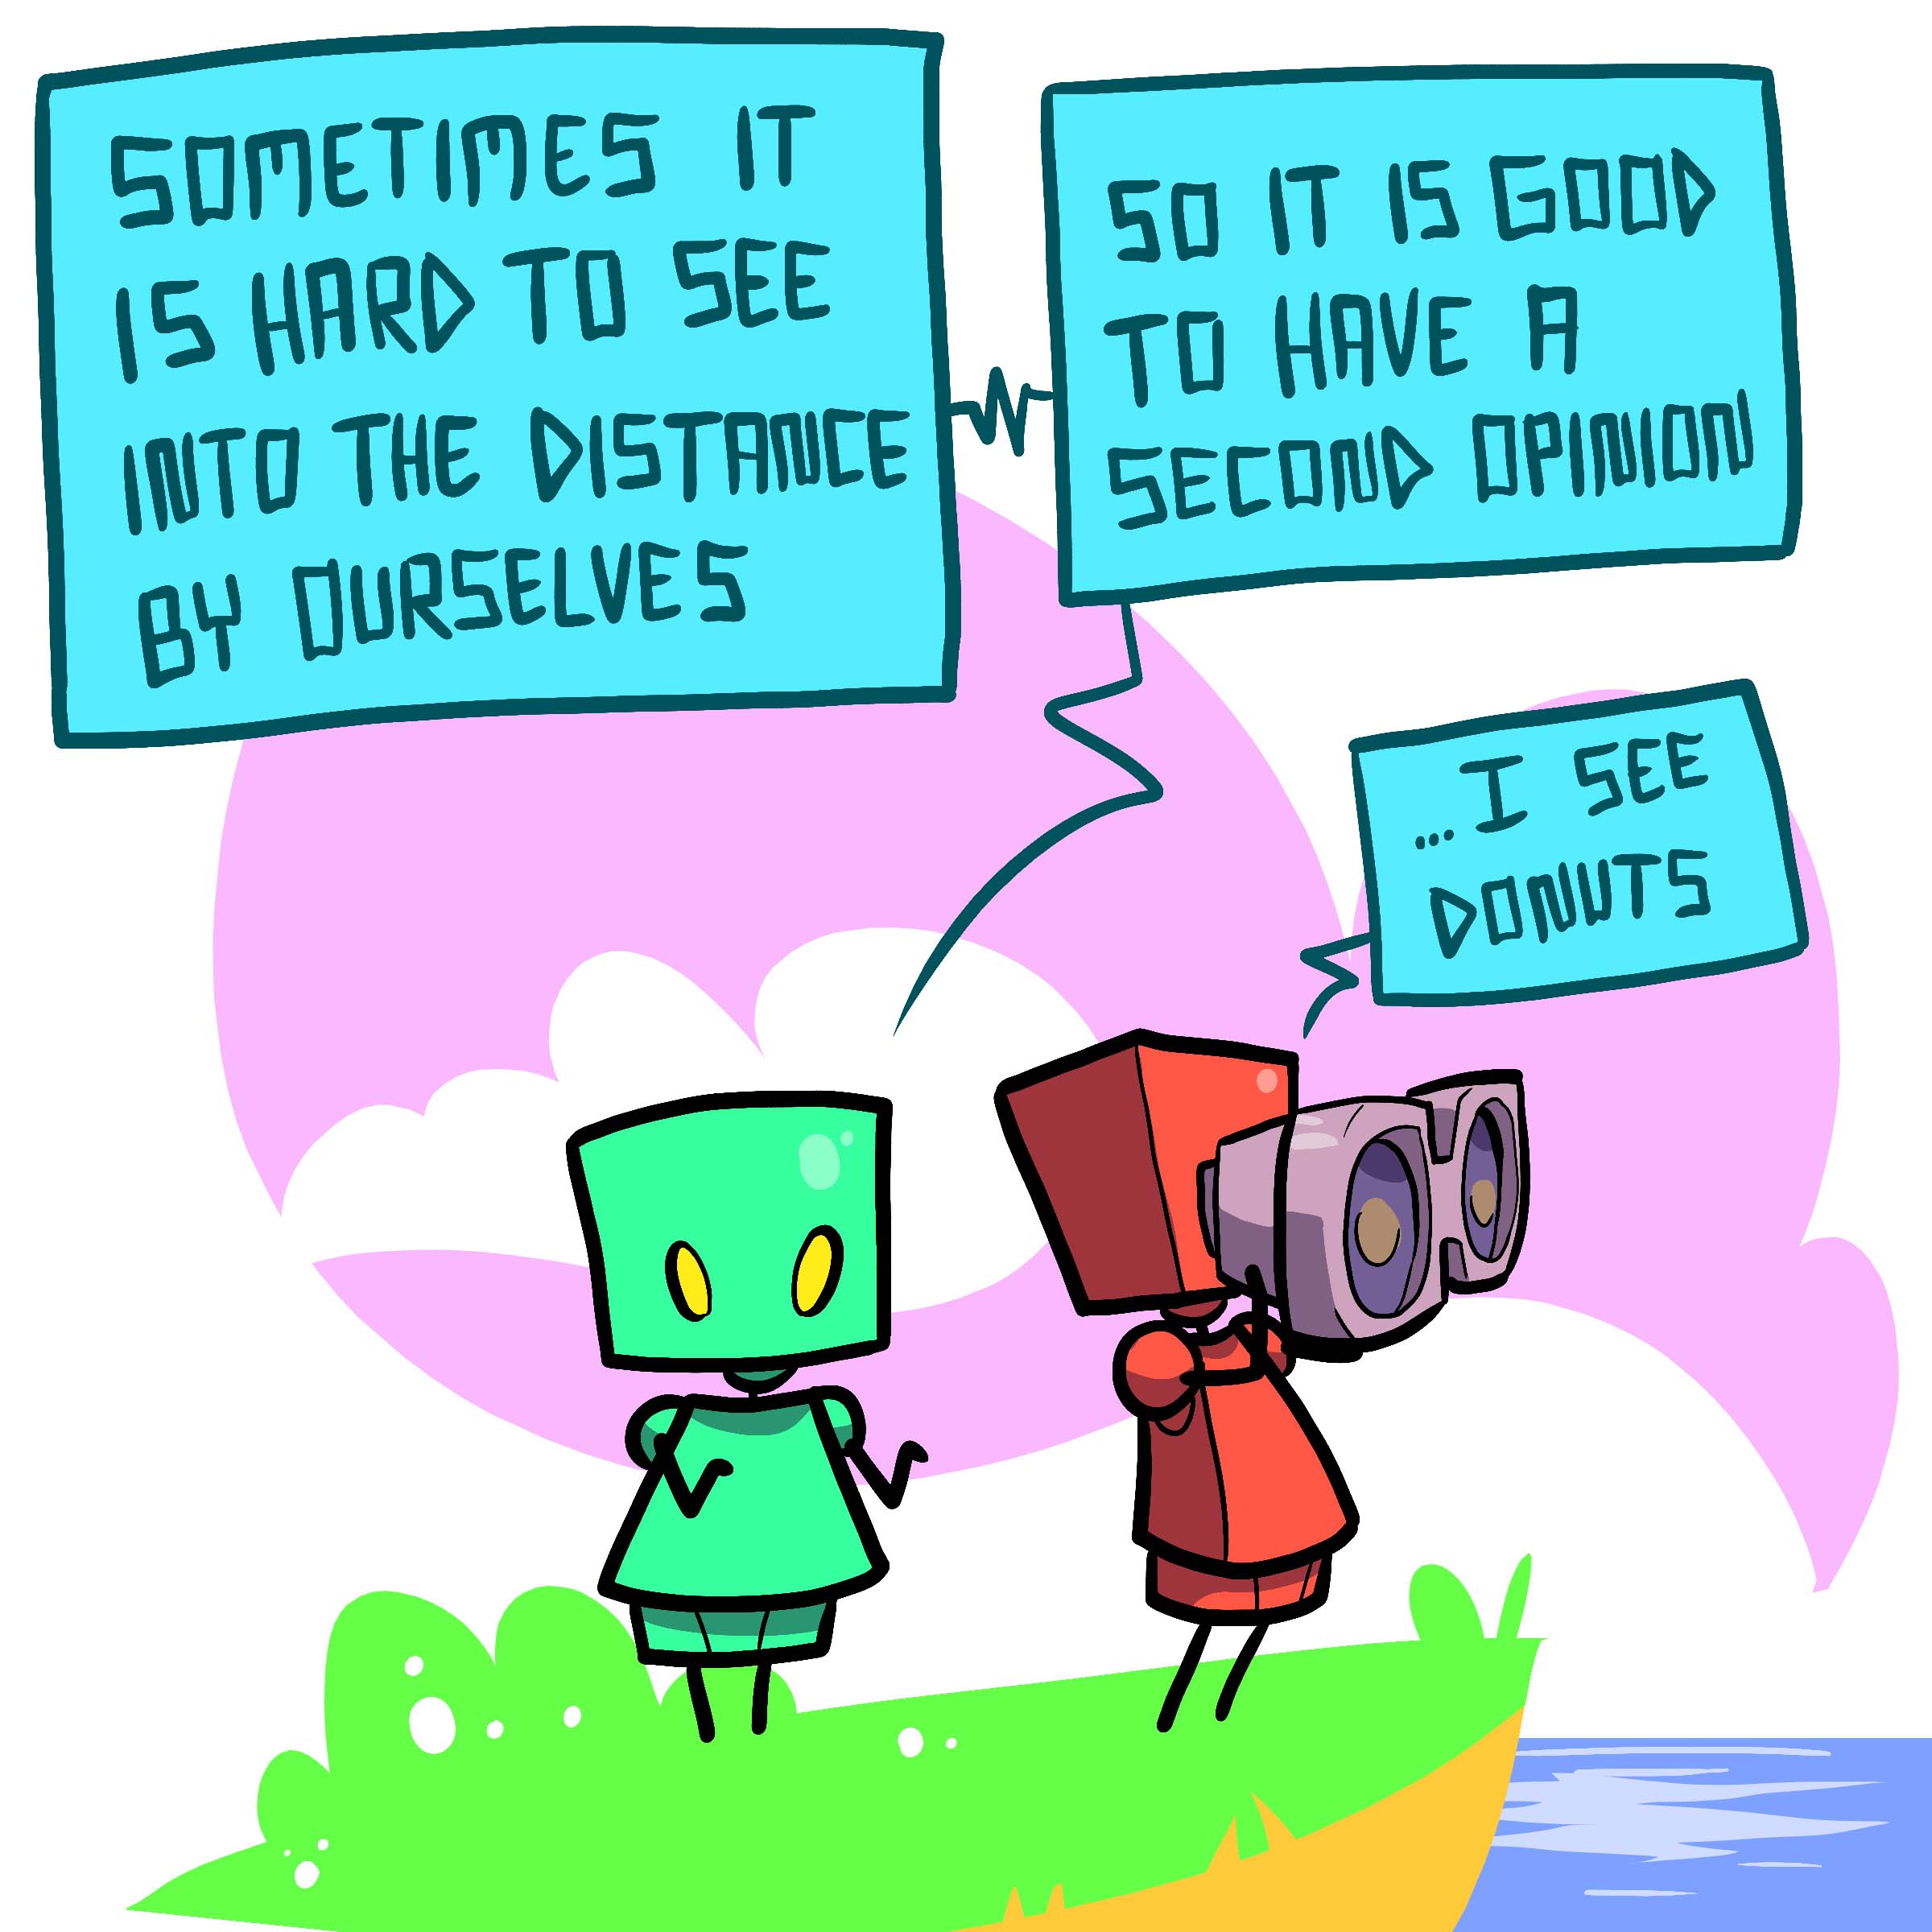 SOMETIMES IT
IS HARD TO SEE
INTO THE DISTANCE
BY OURSELVES
SO IT IS GOOD
TO HAVE A
SECOND OPINION
...I SEE
DONUTS